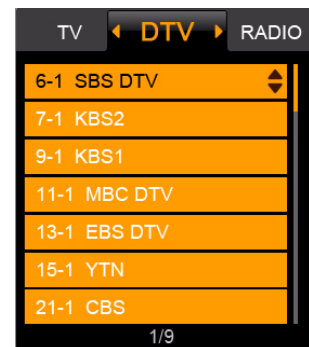 TV DTV RADIO
6-1 SBS DTV
7-1 KBS2
9-1 KBS1
11-1 MBC DTV
13-1 EBS DTV
15-1 YTN
21-1 CBS
1/9